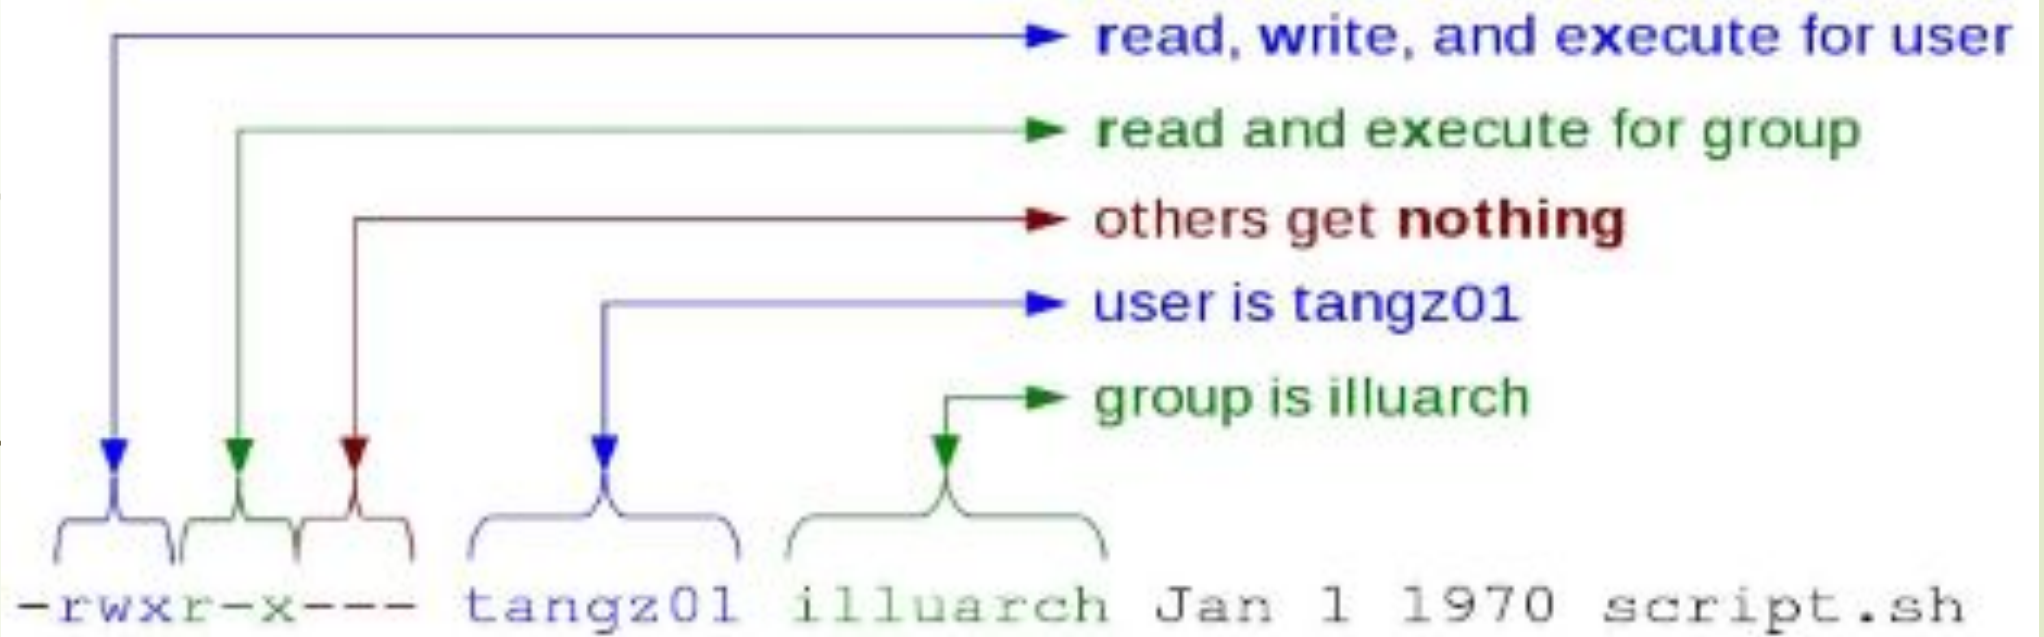 read, write, and execute for user
read and execute for group
others get nothing
user is tangz01
group is illuarch
-rwxr-x--- tangz01 illuarch Jan 1 1970 script.sh